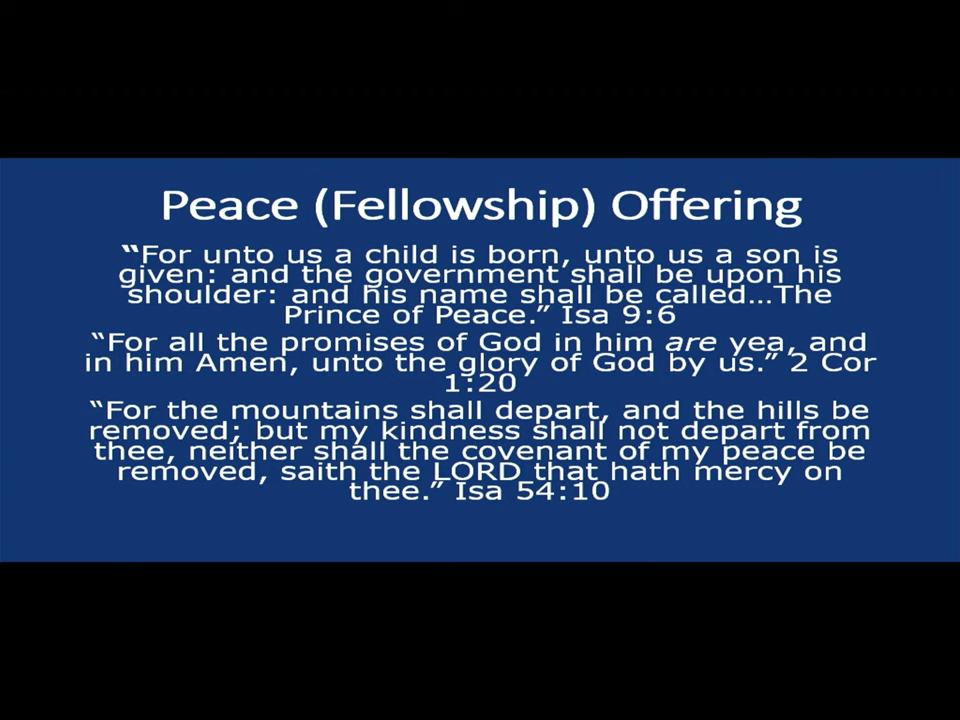 Peace (Fellowship) Offering
“For unto us a child is born, unto us a son is
given: and the government shall be upon his
shoulder: and his name shall be called...The
Prince of Peace.” Isa 9:6
“For all the promises of God in him are yea, and
in him Amen, unto the glory of God by us.” 2 Cor
1:20
“For the mountains shall depart, and the hills be
removed; but my kindness shall not depart from
thee, neither shall the covenant of my peace be
removed, saith the LORD that hath mercy on
thee.” Isa 54:10